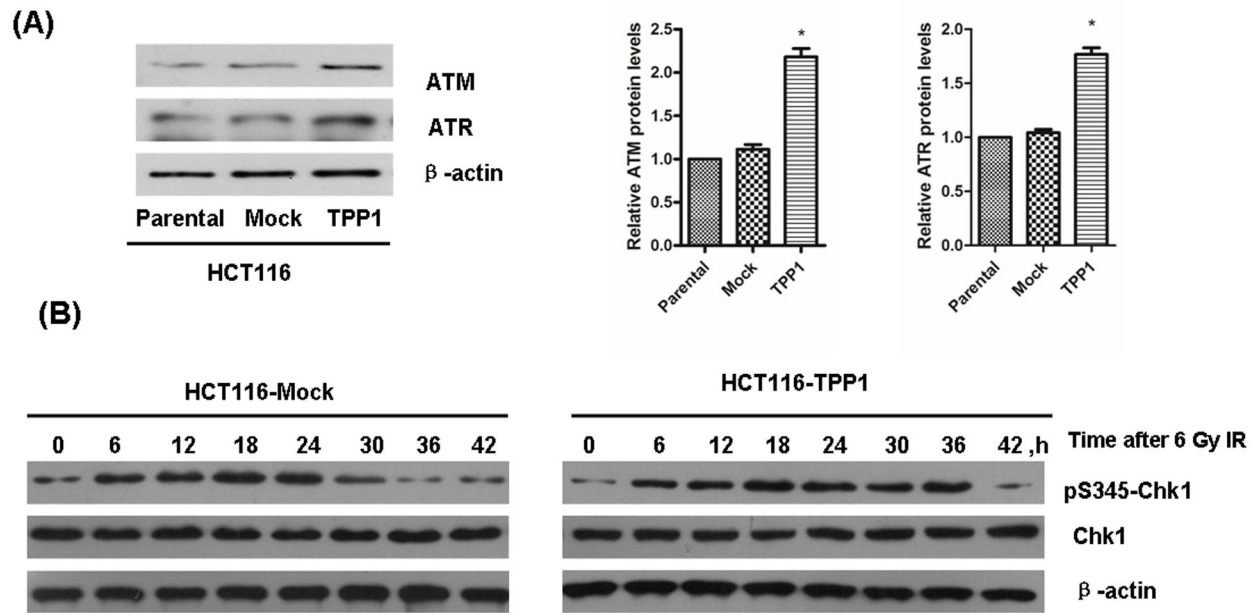 (A)
ATM
ATR
β-actin
Parental Mock TPP1
HCT116
Relative ATM protein levels
2.5
2.0
1.5
1.0
0.5
0.0
Parental
Mock
TPP1
*
Relative ATR protein levels
2.0
1.5
1.0
0.5
0.0
Parental
Mock
TPP1
*
(B)
HCT116-Mock
0 6 12 18 24 30 36 42
HCT116-TPP1
0 6 12 18 24 30 36 42 ,h
Time after 6 Gy IR
pS345-Chk1
Chk1
β-actin